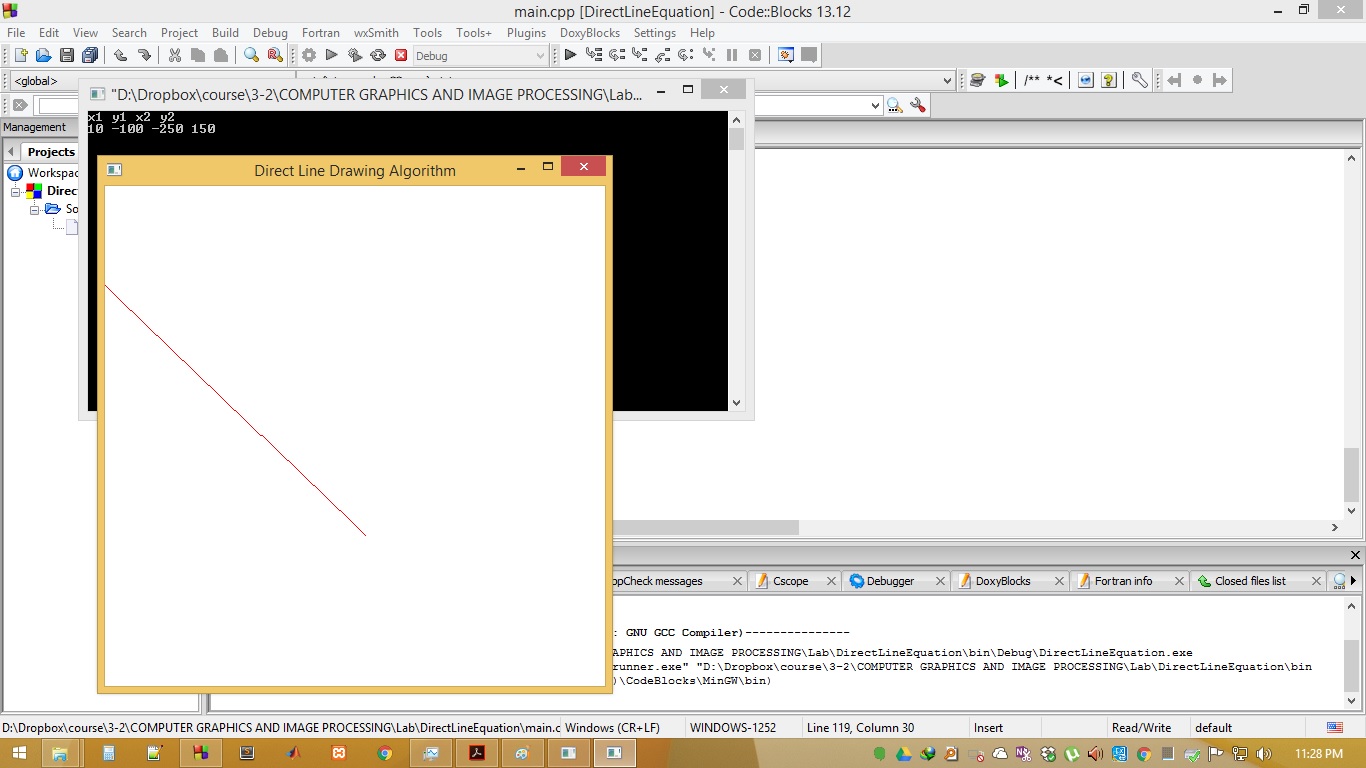 main.cpp [DirectLineEquation] - Code::Blocks 13.12
File Edit View Search Project Build Debug Fortran wxSmith Tools Tools+ Plugins DoxyBlocks Settings Help
Debug
<global>
/** *<
"D:\Dropbox\course\3-2\COMPUTER GRAPHICS AND IMAGE PROCESSING\Lab...
x1 y1 x2 y2
10 -100 -250 150
Management
Projects
Workspac
Direc
So
Direct Line Drawing Algorithm
ppCheck messages Cscope Debugger DoxyBlocks Fortran info Closed files list
: GNU GCC Compiler)---------------
APHICS AND IMAGE PROCESSING\Lab\DirectLineEquation\bin\Debug\DirectLineEquation.exe
runner.exe" "D:\Dropbox\course\3-2\COMPUTER GRAPHICS AND IMAGE PROCESSING\Lab\DirectLineEquation\bin
)\CodeBlocks\MinGW\bin)
D:\Dropbox\course\3-2\COMPUTER GRAPHICS AND IMAGE PROCESSING\Lab\DirectLineEquation\main.c Windows (CR+LF) WINDOWS-1252 Line 119, Column 30 Insert Read/Write default
11:28 PM